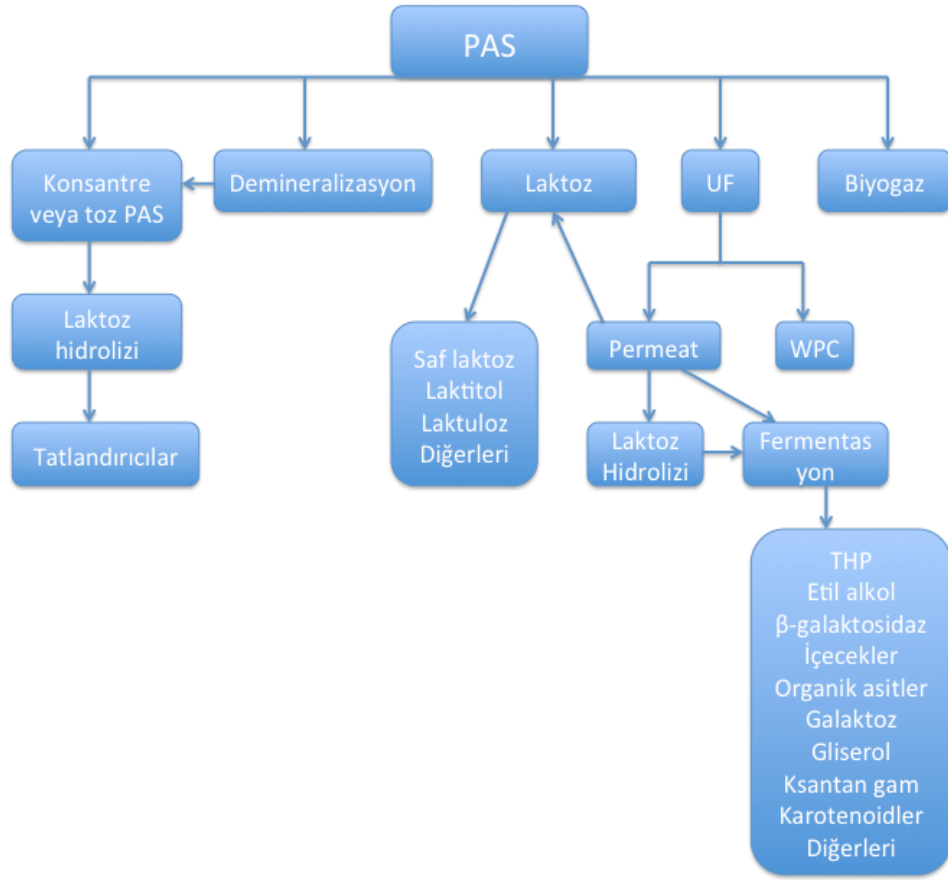 PAS
Konsantre
veya toz PAS
Demineralizasyon
Laktoz
UF
Biyogaz
Laktoz
hidrolizi
Saf laktoz
Laktitol
Laktuloz
Diğerleri
Permeat
WPC
Tatlandırıcılar
Laktoz
Hidrolizi
Fermentas
yon
THP
Etil alkol
β-galaktosidaz
İçecekler
Organik asitler
Galaktoz
Gliserol
Ksantan gam
Karotenoidler
Diğerleri